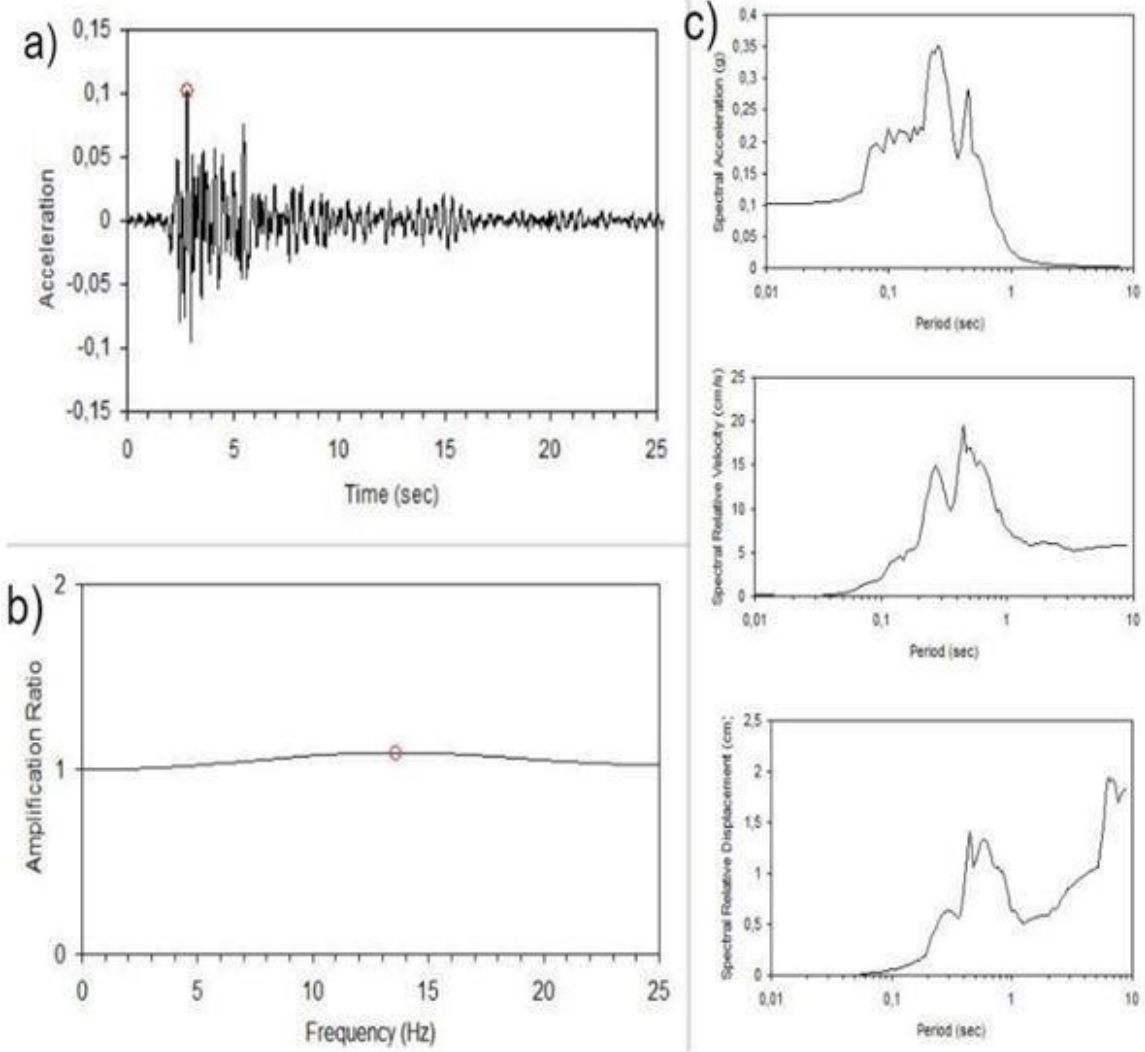 a)
0,15
0,1
0,05
0
-0,05
-0,1
-0,15
Acceleration
0 5 10 15 20 25
Time (sec)
b)
2
1
0
Amplification Ratio
0 5 10 15 20 25
Frequency (Hz)
c)
0,4
0,35
0,3
0,25
0,2
0,15
0,1
0,05
0
Spectral Acceleration (g)
0,01 0,1 1 10
Period (sec)
25
20
15
10
5
0
Spectral Relative Velocity (cm/s)
0,01 0,1 1 10
Period (sec)
2,5
2
1,5
1
0,5
0
Spectral Relative Displacement (cm)
0,01 0,1 1 10
Period (sec)